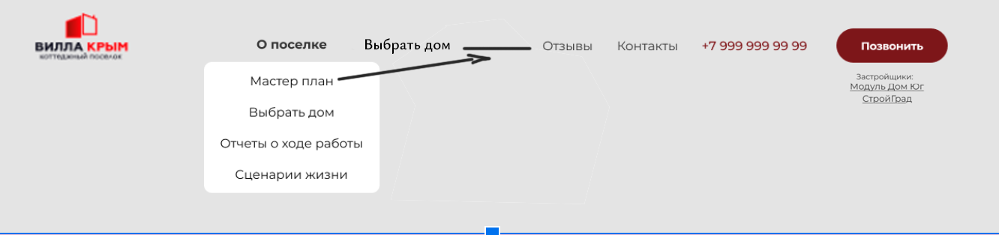 ВИЛЛА КРЫМ
коттеджный поселок
О поселке
Выбрать дом
Отзывы
Контакты
+7 999 999 99 99
Позвонить
Мастер план
Выбрать дом
Отчеты о ходе работы
Сценарии жизни
Застройщики:
Модуль Дом Юг
СтройГрад